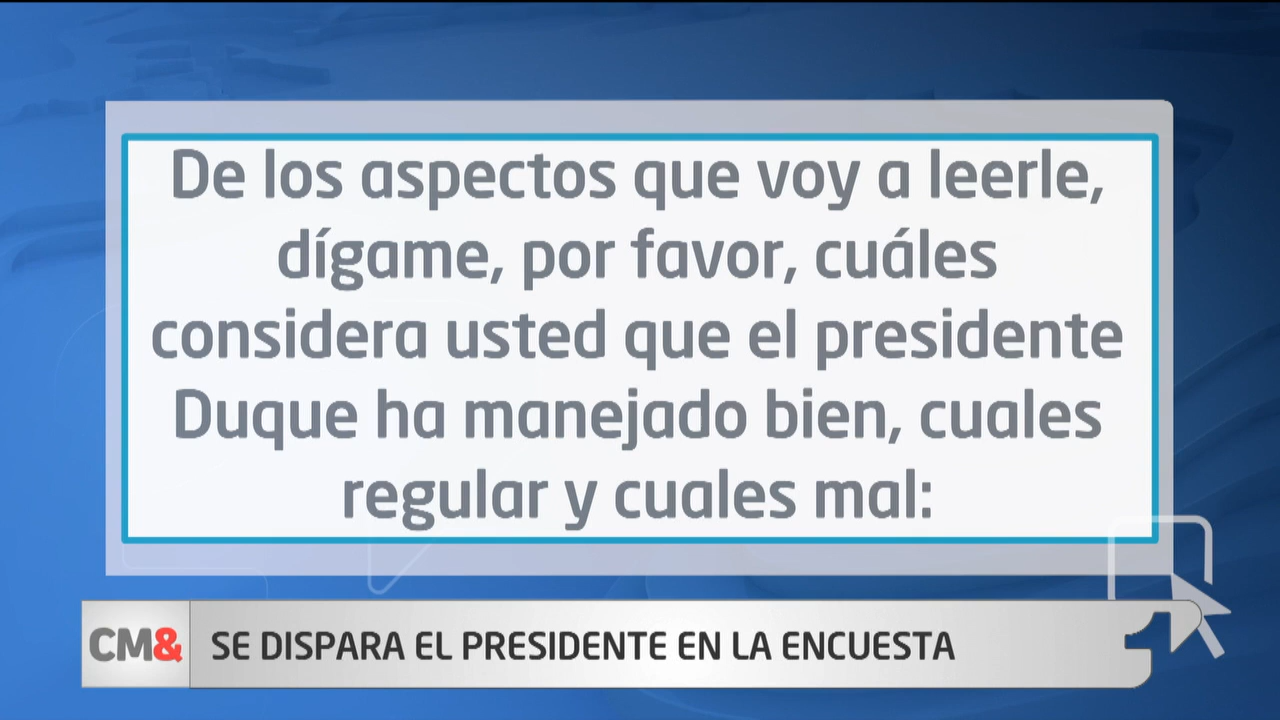 De los aspectos que voy a leerle,
dígame, por favor, cuáles
considera usted que el presidente
Duque ha manejado bien, cuales
regular y cuales mal:
CM& SE DISPARA EL PRESIDENTE EN LA ENCUESTA
1